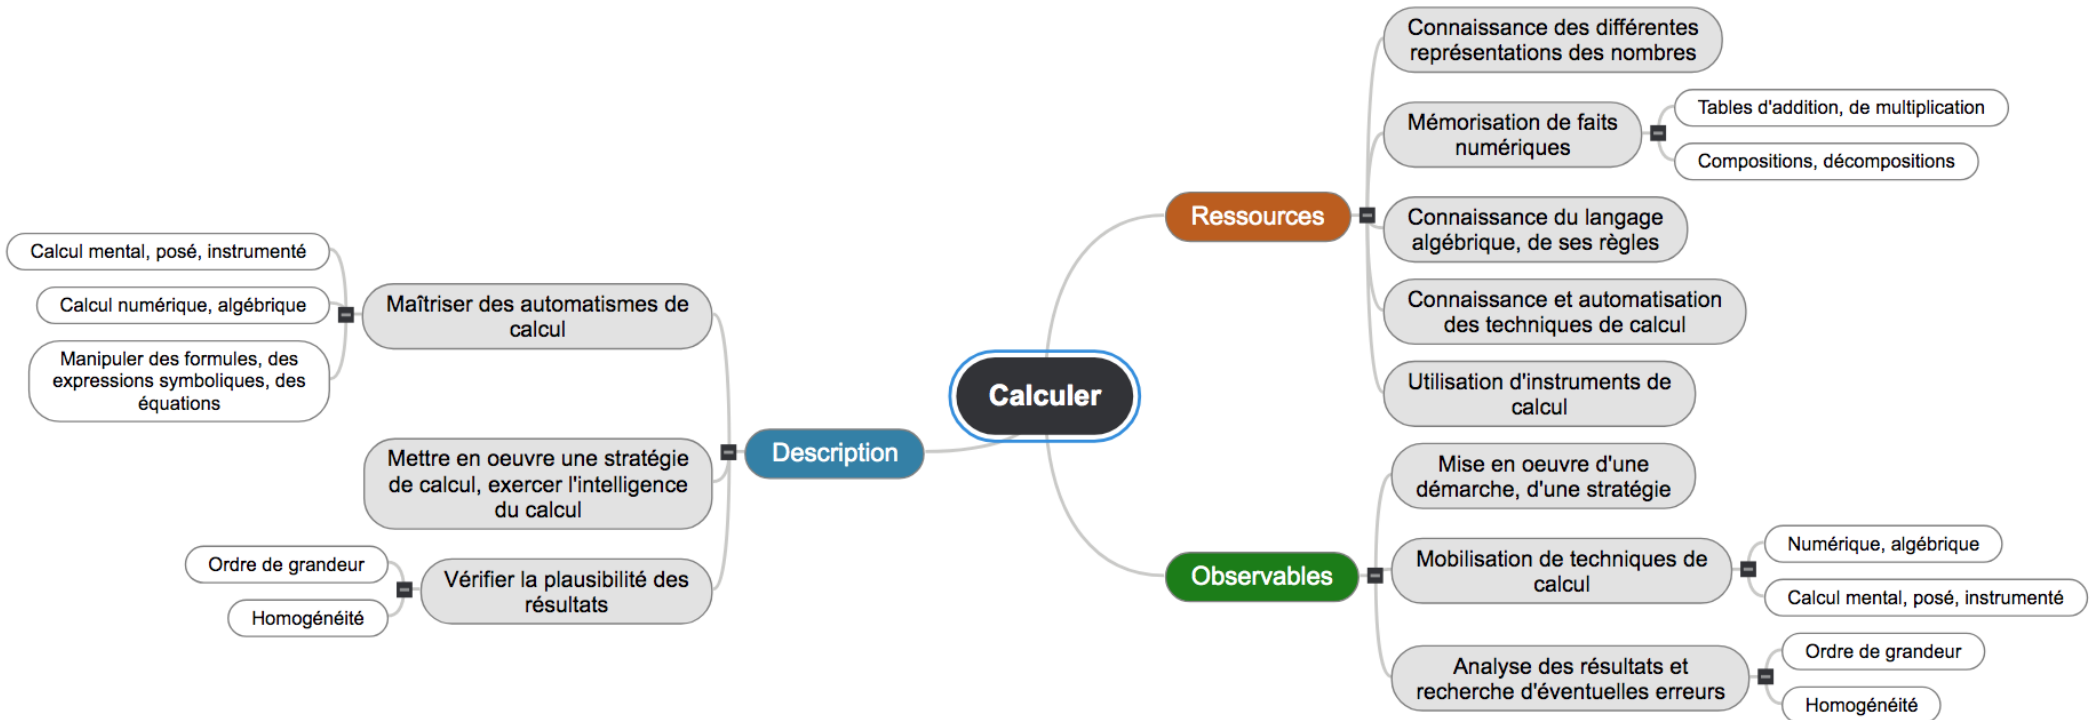 Calculer
Ressources
Connaissance des différentes
représentations des nombres
Mémorisation de faits
numériques
Tables d'addition, de multiplication
Compositions, décompositions
Connaissance du langage
algébrique, de ses règles
Connaissance et automatisation
des techniques de calcul
Utilisation d'instruments de
calcul
Description
Maîtriser des automatismes de
calcul
Calcul mental, posé, instrumenté
Calcul numérique, algébrique
Manipuler des formules, des
expressions symboliques, des
équations
Mettre en oeuvre une stratégie
de calcul, exercer l'intelligence
du calcul
Vérifier la plausibilité des
résultats
Ordre de grandeur
Homogénéité
Observables
Mise en oeuvre d'une
démarche, d'une stratégie
Mobilisation de techniques de
calcul
Numérique, algébrique
Calcul mental, posé, instrumenté
Analyse des résultats et
recherche d'éventuelles erreurs
Ordre de grandeur
Homogénéité